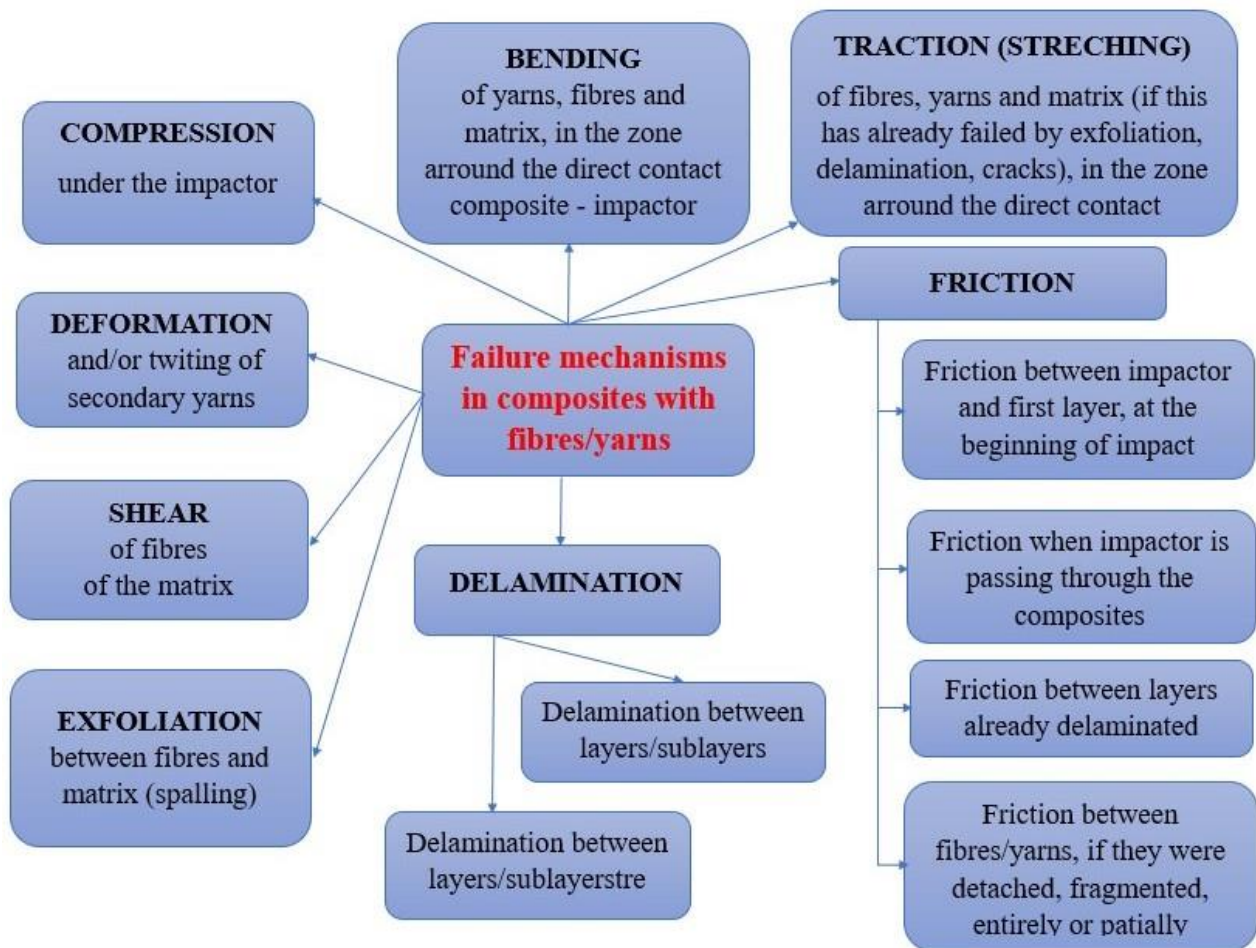 BENDING
of yarns, fibres and
matrix, in the zone
arround the direct contact
composite - impactor
TRACTION (STRECHING)
of fibres, yarns and matrix (if this
has already failed by exfoliation,
delamination, cracks), in the zone
arround the direct contact
COMPRESSION
under the impactor
FRICTION
DEFORMATION
and/or twiting of
secondary yarns
Failure mechanisms
in composites with
fibres/yarns
Friction between impactor
and first layer, at the
beginning of impact
SHEAR
of fibres
of the matrix
Friction when impactor is
passing through the
composites
DELAMINATION
EXFOLIATION
between fibres and
matrix (spalling)
Delamination between
layers/sublayers
Friction between layers
already delaminated
Delamination between
layers/sublayerstre
Friction between
fibres/yarns, if they were
detached, fragmented,
entirely or patially